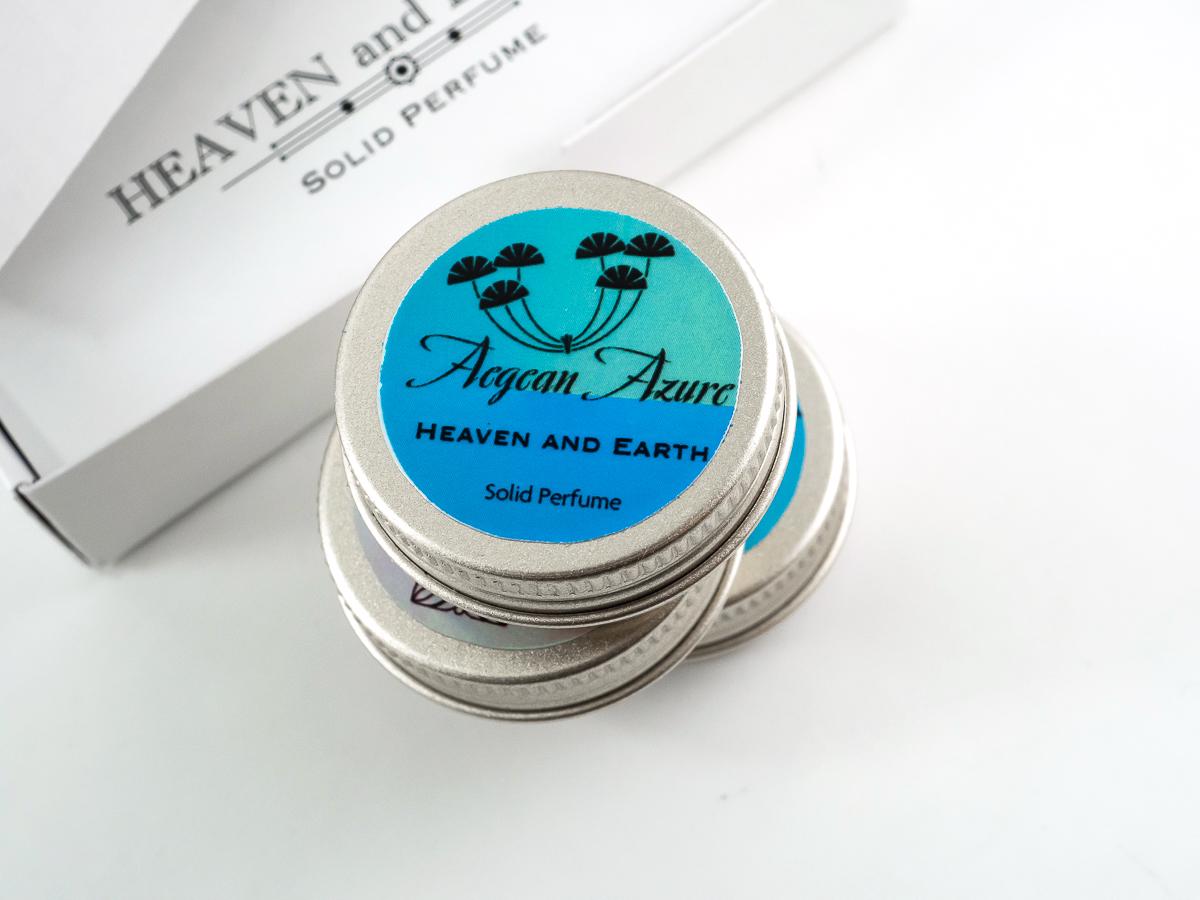 HEAVEN and
SOLID PERFUME
Aegean Azure
HEAVEN AND EARTH
Solid Perfume